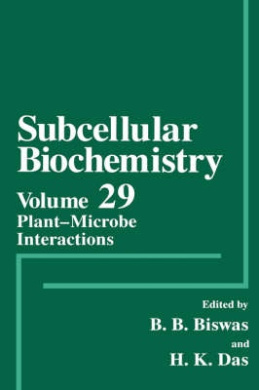 Subcellular
Biochemistry
Volume 29
Plant–Microbe
Interactions
Edited by
B. B. Biswas
and
H. K. Das